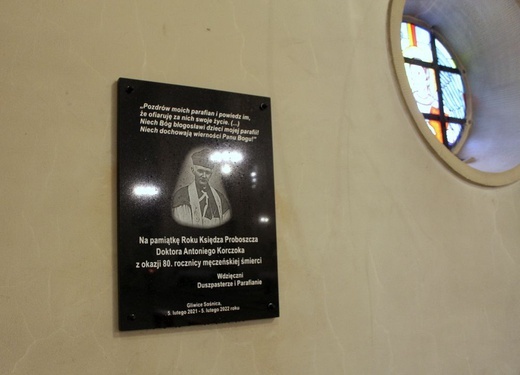 „Pozdrów moich parafian i powiedz im,
że ofiaruję za nich swoje życie. (...)
Niech Bóg błogosławi dzieci mojej parafii!
Niech dochowają wierności Panu Bogu!”
Na pamiątkę Roku Księdza Proboszcza
Doktora Antoniego Korczoka
z okazji 80. rocznicy męczeńskiej śmierci
Wdzięczni
Duszpasterze i Parafianie
Gliwice Sośnica,
5. lutego 2021 - 5. lutego 2022 roku